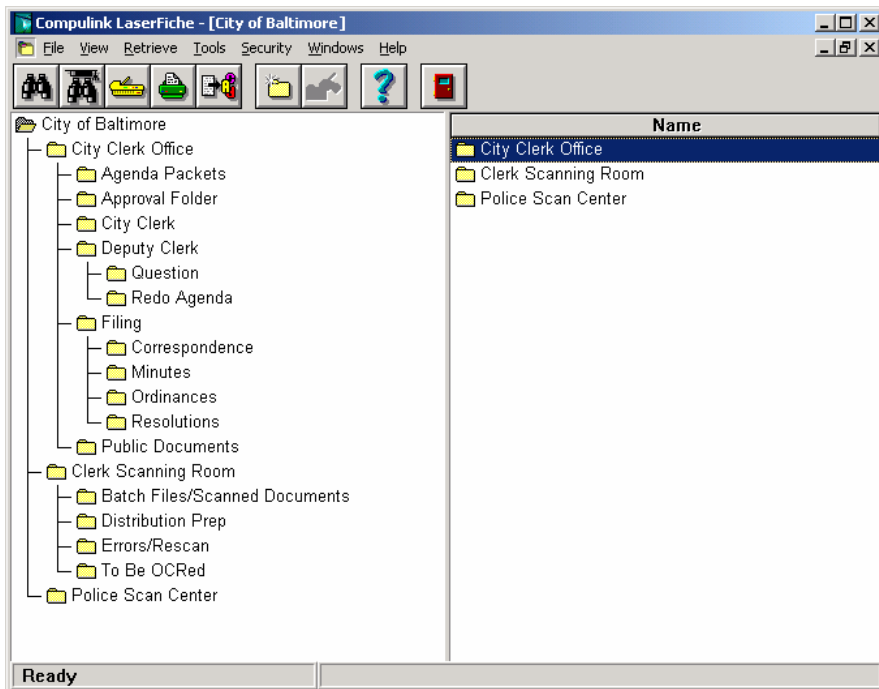 Compulink LaserFiche - [City of Baltimore]
File View Retrieve Tools Security Windows Help
City of Baltimore
City Clerk Office
Agenda Packets
Approval Folder
City Clerk
Deputy Clerk
Question
Redo Agenda
Filing
Correspondence
Minutes
Ordinances
Resolutions
Public Documents
Clerk Scanning Room
Batch Files/Scanned Documents
Distribution Prep
Errors/Rescan
To Be OCRed
Police Scan Center
Name
City Clerk Office
Clerk Scanning Room
Police Scan Center
Ready